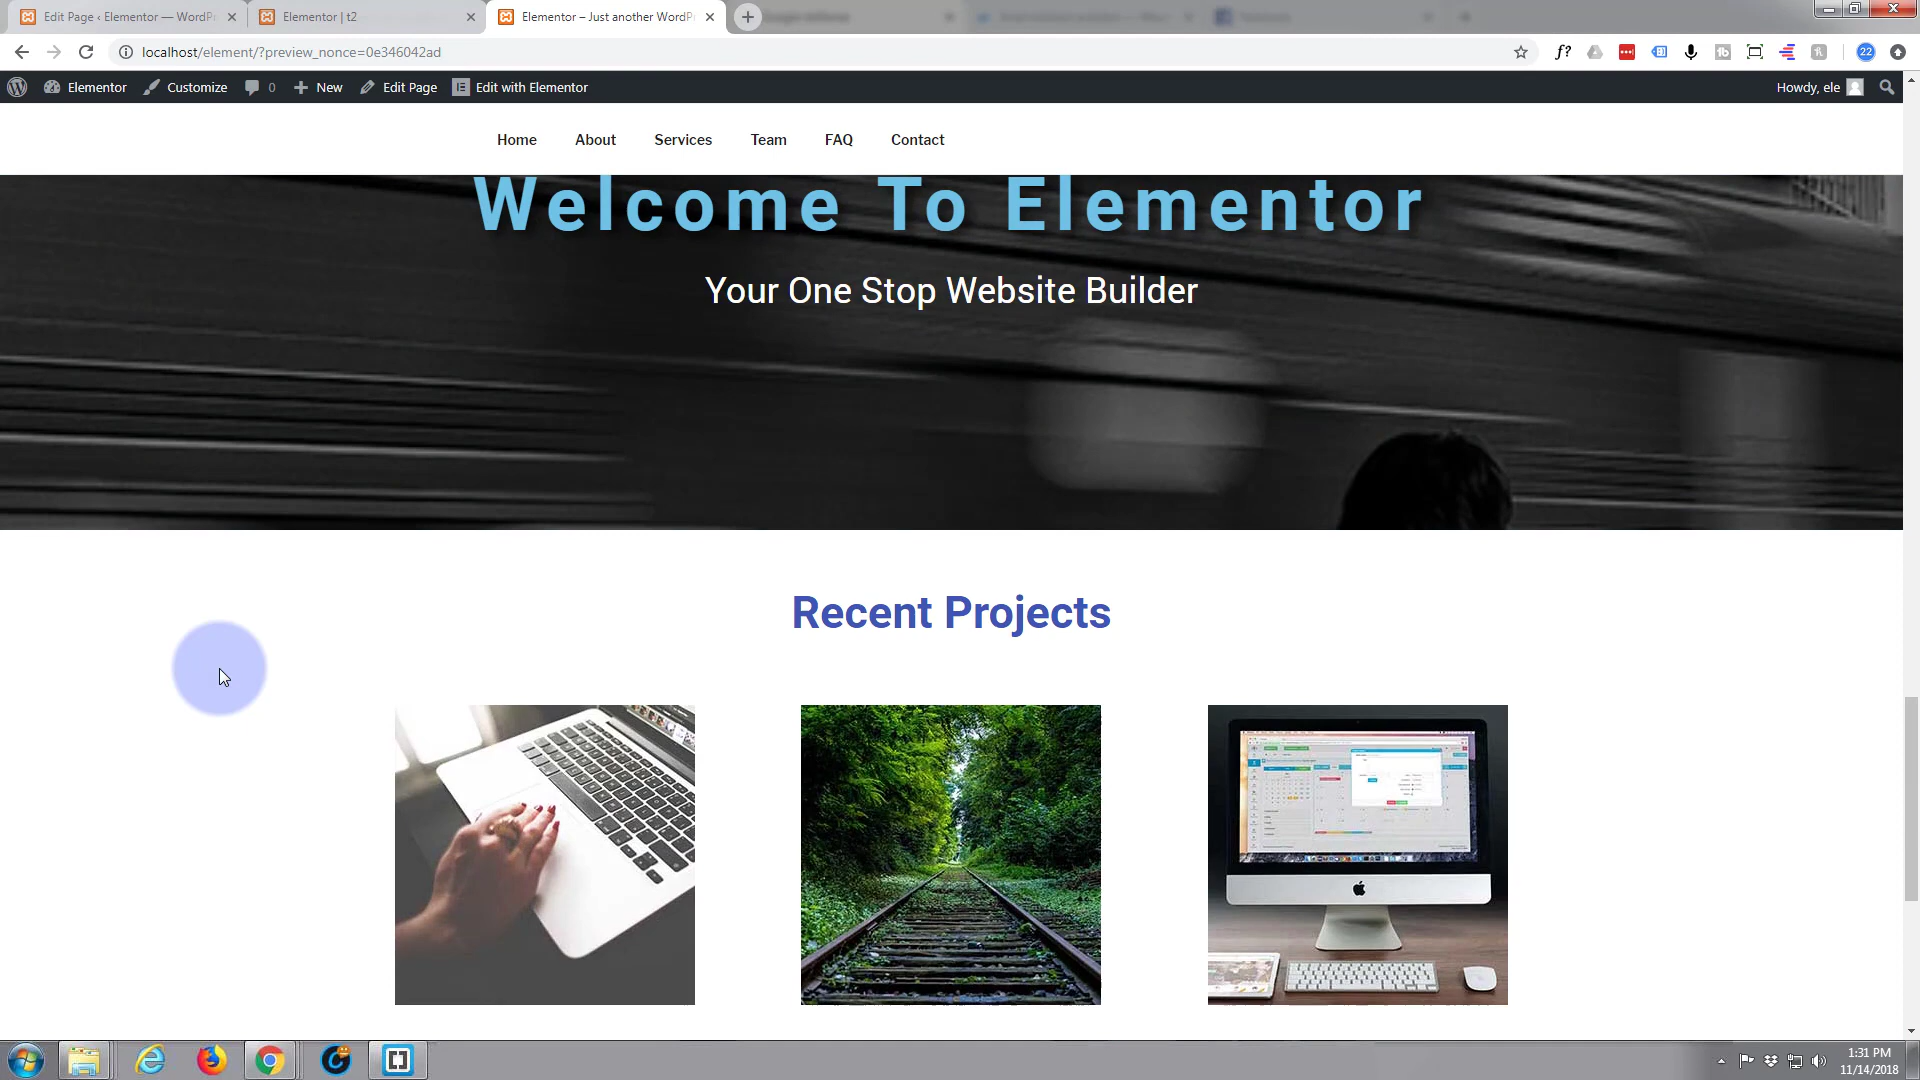 Edit Page ‹ Elementor — WordP
Elementor | t2
Elementor – Just another WordP
localhost/element/?preview_nonce=0e346042ad
f?
22
Elementor
Customize
0
New
Edit Page
Edit with Elementor
Howdy, ele
Home
About
Services
Team
FAQ
Contact
Welcome To Elementor
Your One Stop Website Builder
Recent Projects
1:31 PM
11/14/2018